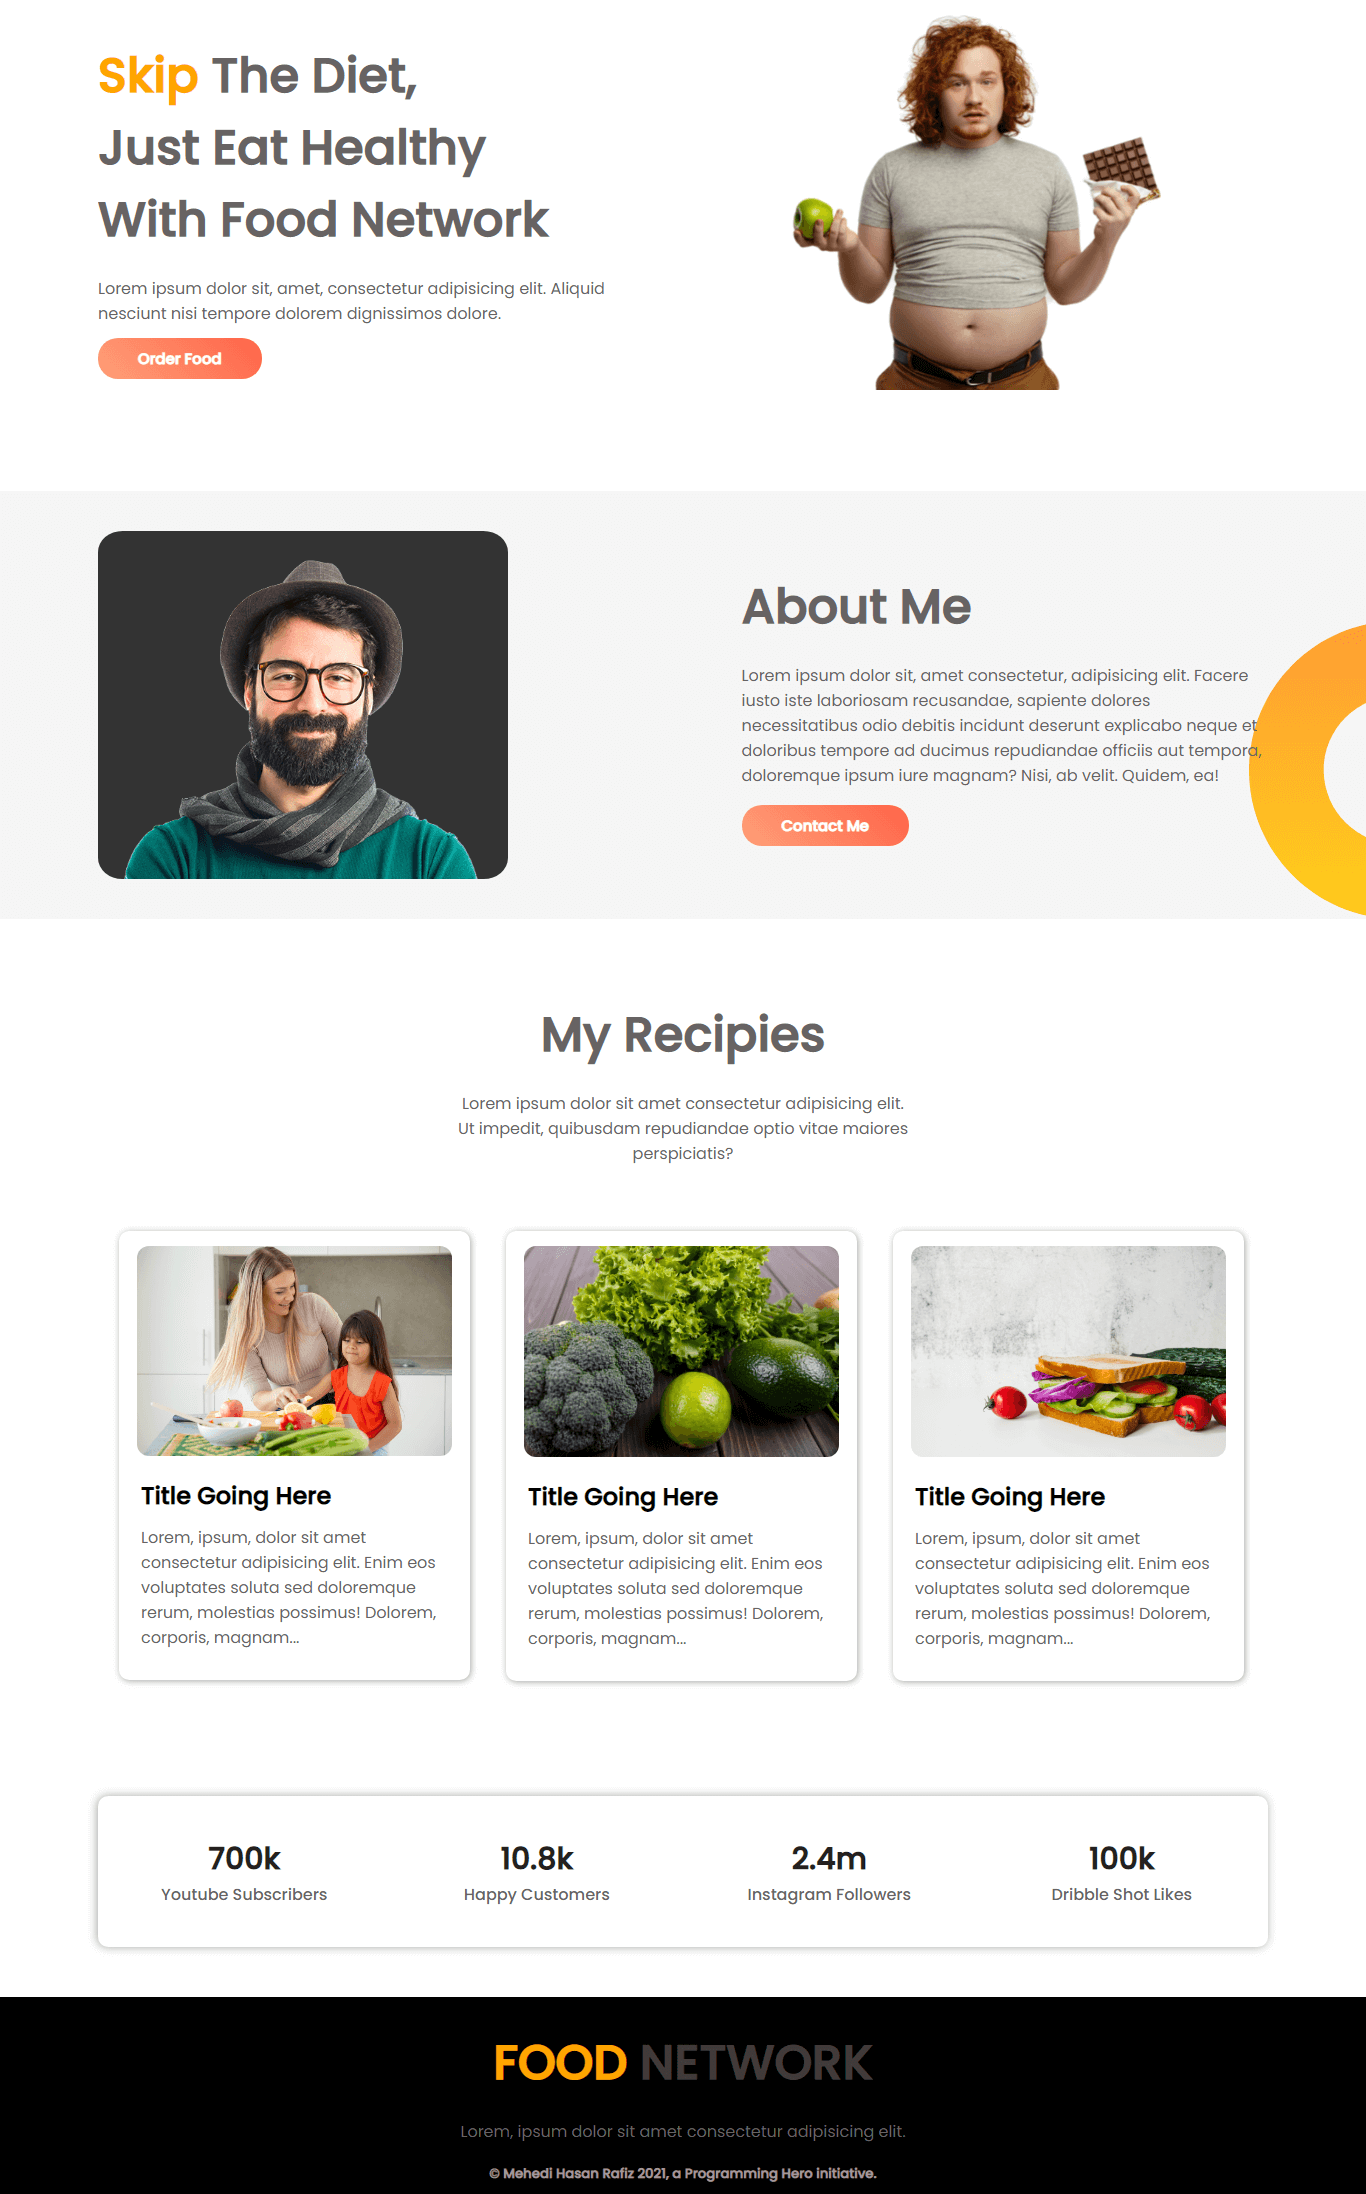 Skip The Diet,
Just Eat Healthy
With Food Network
Lorem ipsum dolor sit, amet, consectetur adipisicing elit. Aliquid
nesciunt nisi tempore dolorem dignissimos dolore.
Order Food
About Me
Lorem ipsum dolor sit, amet consectetur, adipisicing elit. Facere
iusto iste laboriosam recusandae, sapiente dolores
necessitatibus odio debitis incidunt deserunt explicabo neque et
doloribus tempore ad ducimus repudiandae officiis aut tempora,
doloremque ipsum iure magnam? Nisi, ab velit. Quidem, ea!
Contact Me
My Recipies
Lorem ipsum dolor sit amet consectetur adipisicing elit.
Ut impedit, quibusdam repudiandae optio vitae maiores
perspiciatis?
Title Going Here
Lorem, ipsum, dolor sit amet
consectetur adipisicing elit. Enim eos
voluptates soluta sed doloremque
rerum, molestias possimus! Dolorem,
corporis, magnam...
Title Going Here
Lorem, ipsum, dolor sit amet
consectetur adipisicing elit. Enim eos
voluptates soluta sed doloremque
rerum, molestias possimus! Dolorem,
corporis, magnam...
Title Going Here
Lorem, ipsum, dolor sit amet
consectetur adipisicing elit. Enim eos
voluptates soluta sed doloremque
rerum, molestias possimus! Dolorem,
corporis, magnam...
700k
Youtube Subscribers
10.8k
Happy Customers
2.4m
Instagram Followers
100k
Dribble Shot Likes
FOOD NETWORK
Lorem, ipsum dolor sit amet consectetur adipisicing elit.
© Mehedi Hasan Rafiz 2021, a Programming Hero initiative.